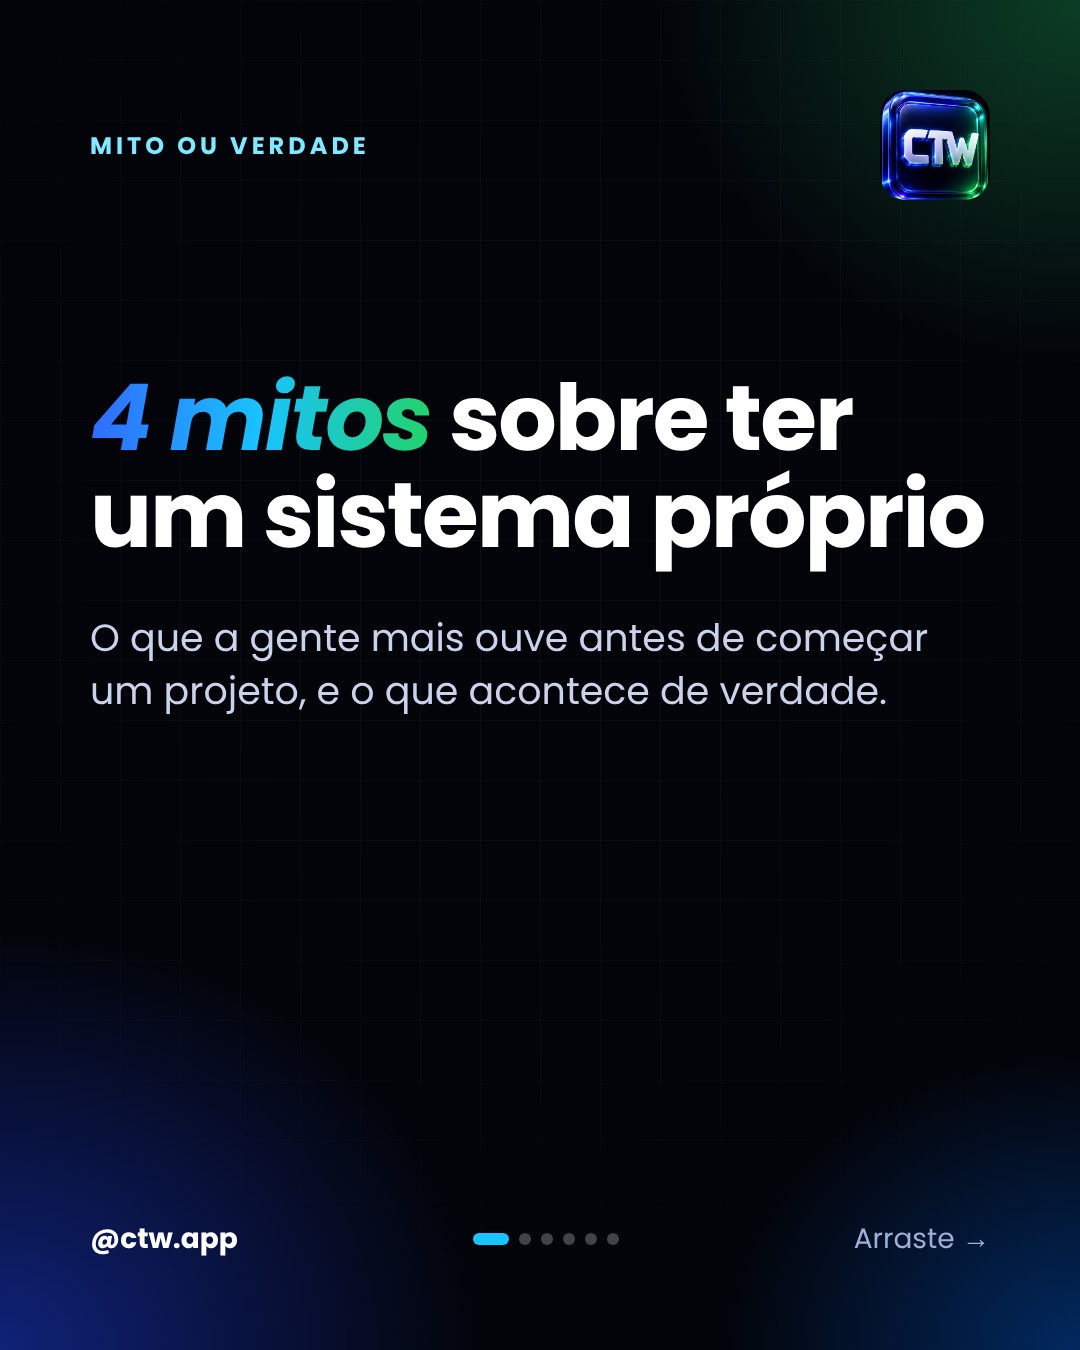 MITO OU VERDADE
CTW
4 mitos sobre ter
um sistema próprio
O que a gente mais ouve antes de começar
um projeto, e o que acontece de verdade.
@ctw.app
Arraste →